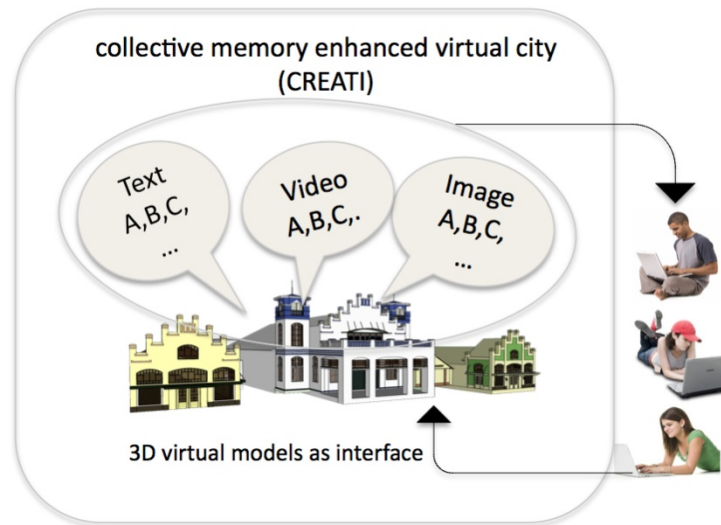 collective memory enhanced virtual city
(CREATI)
Text
A,B,C,
...
Video
A,B,C,.
Image
A,B,C,
...
3D virtual models as interface